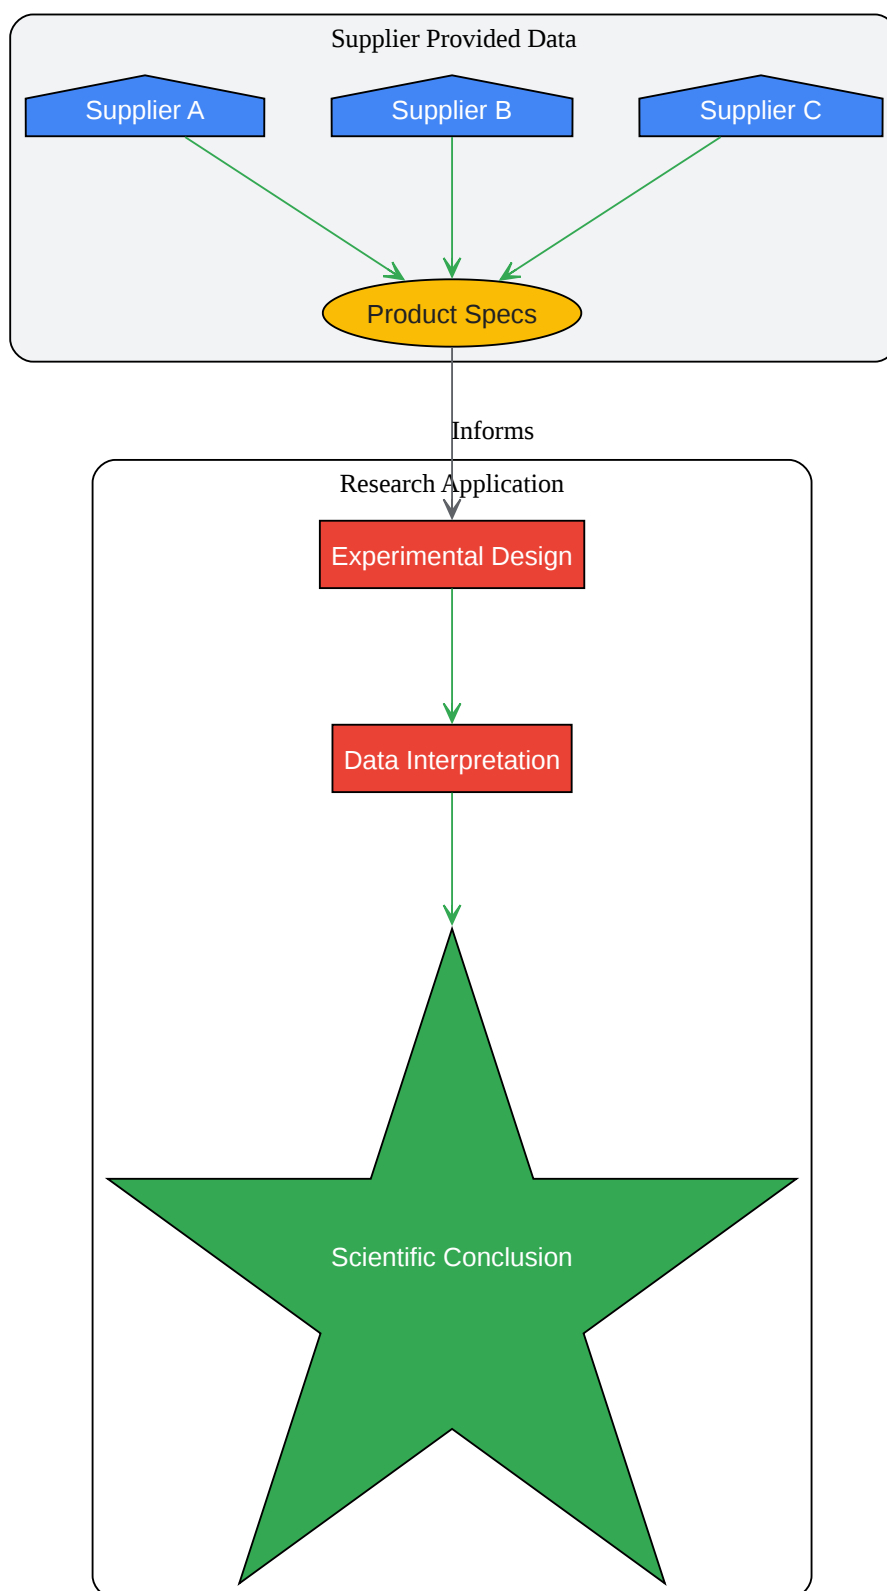 Supplier Provided Data
Supplier A
Supplier B
Supplier C
Product Specs
Informs
Research Application
Experimental Design
Data Interpretation
Scientific Conclusion